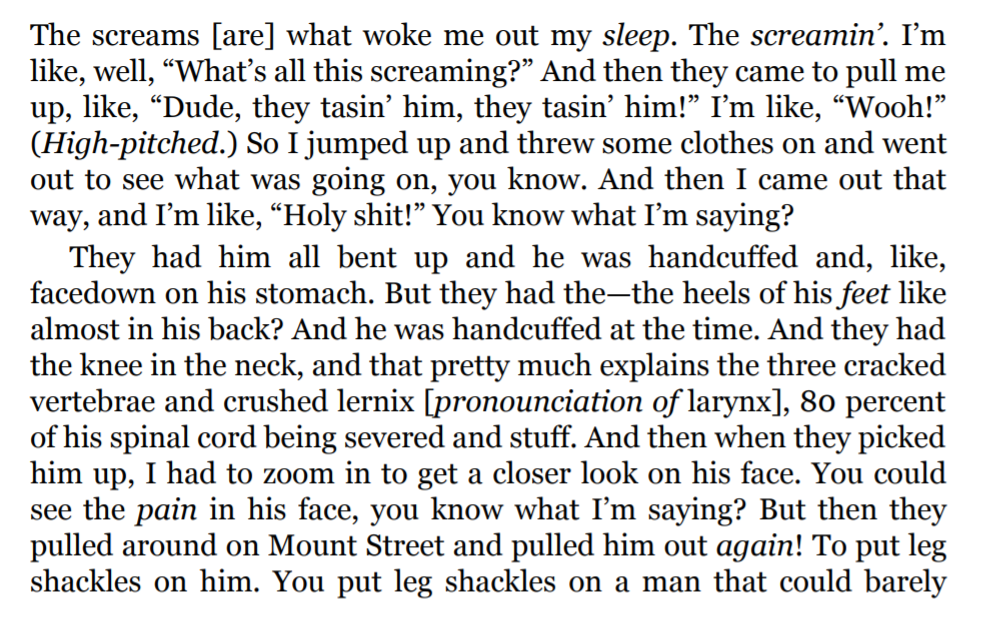 The screams [are] what woke me out my sleep. The screamin’. I’m
like, well, “What’s all this screaming?” And then they came to pull me
up, like, “Dude, they tasin’ him, they tasin’ him!” I’m like, “Wooh!”
(High-pitched.) So I jumped up and threw some clothes on and went
out to see what was going on, you know. And then I came out that
way, and I’m like, “Holy shit!” You know what I’m saying?
They had him all bent up and he was handcuffed and, like,
facedown on his stomach. But they had the—the heels of his feet like
almost in his back? And he was handcuffed at the time. And they had
the knee in the neck, and that pretty much explains the three cracked
vertebrae and crushed lernix [pronounciation of larynx], 80 percent
of his spinal cord being severed and stuff. And then when they picked
him up, I had to zoom in to get a closer look on his face. You could
see the pain in his face, you know what I’m saying? But then they
pulled around on Mount Street and pulled him out again! To put leg
shackles on him. You put leg shackles on a man that could barely